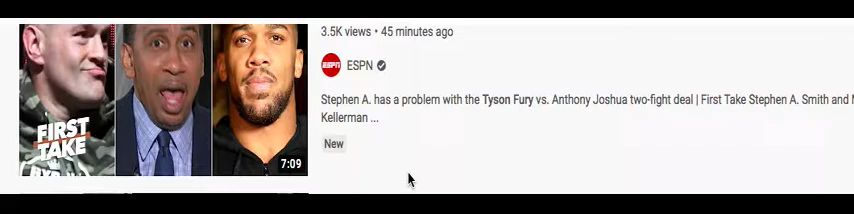 3.5K views • 45 minutes ago
ESPN
ESPN
Stephen A. has a problem with the Tyson Fury vs. Anthony Joshua two-fight deal | First Take Stephen A. Smith and M
Kellerman ...
New
FIRST
TAKE
7:09